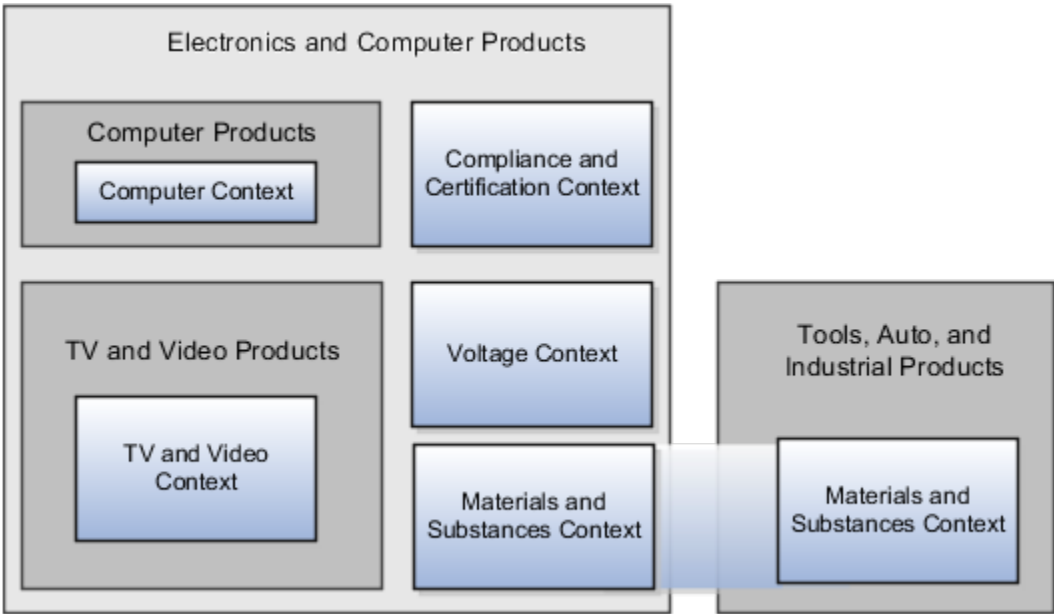 Electronics and Computer Products
Computer Products
Computer Context
Compliance and
Certification Context
TV and Video Products
TV and Video
Context
Voltage Context
Materials and
Substances Context
Tools, Auto, and
Industrial Products
Materials and
Substances Context